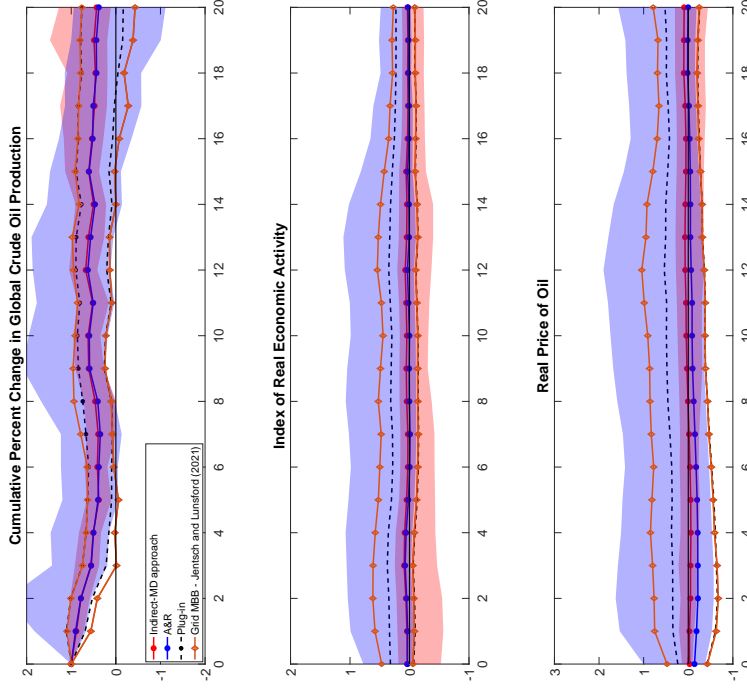 Cumulative Percent Change in Global Crude Oil Production
2
1
0
-1
-2
Indirect-MD approach
A&R
Plug-in
Grid MBB - Jentsch and Lunsford (2021)
0 2 4 6 8 10 12 14 16 18 20
Index of Real Economic Activity
2
1
0
-1
-2
0 2 4 6 8 10 12 14 16 18 20
Real Price of Oil
3
2
1
0
-1
0 2 4 6 8 10 12 14 16 18 20